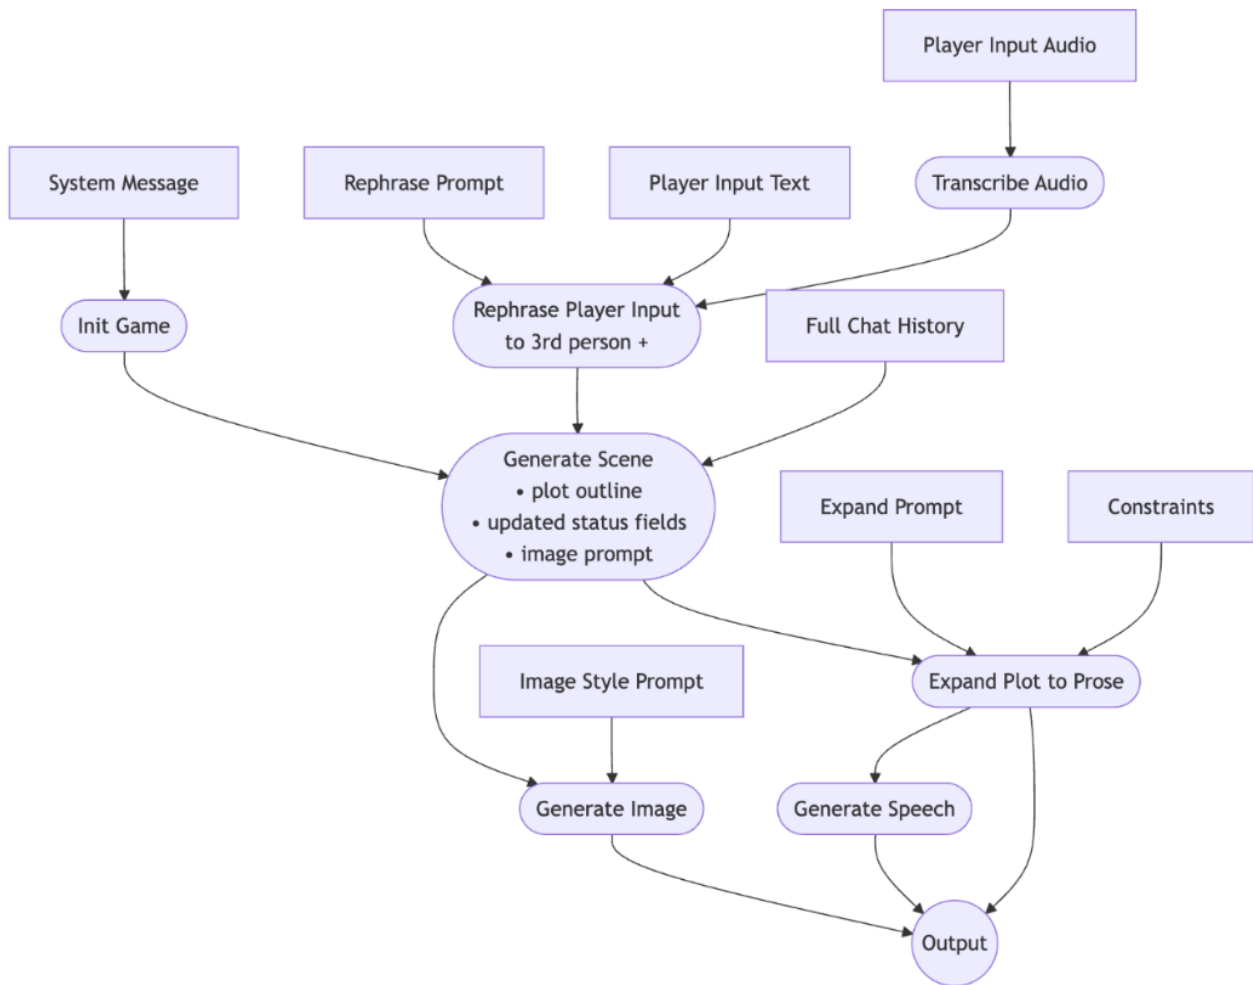 Player Input Audio
System Message
Rephrase Prompt
Player Input Text
Transcribe Audio
Init Game
Rephrase Player Input
to 3rd person +
Full Chat History
Generate Scene
• plot outline
• updated status fields
• image prompt
Expand Prompt
Constraints
Image Style Prompt
Expand Plot to Prose
Generate Image
Generate Speech
Output